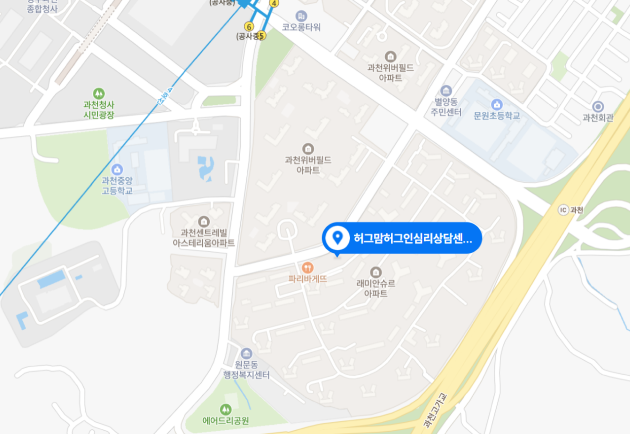 종합청사
(공사중)
4
6
(공사중)
5
코오롱타워
과천위버필드
아파트
과천청사
시민광장
별양동
주민센터
문원초등학교
과천회관
과천중앙
고등학교
과천위버필드
아파트
IC 과천
과천센트레빌
아스테리움아파트
허그맘허그인심리상담센...
파리바게뜨
래미안슈르
아파트
원문동
행정복지센터
에어드리공원
과천고가교